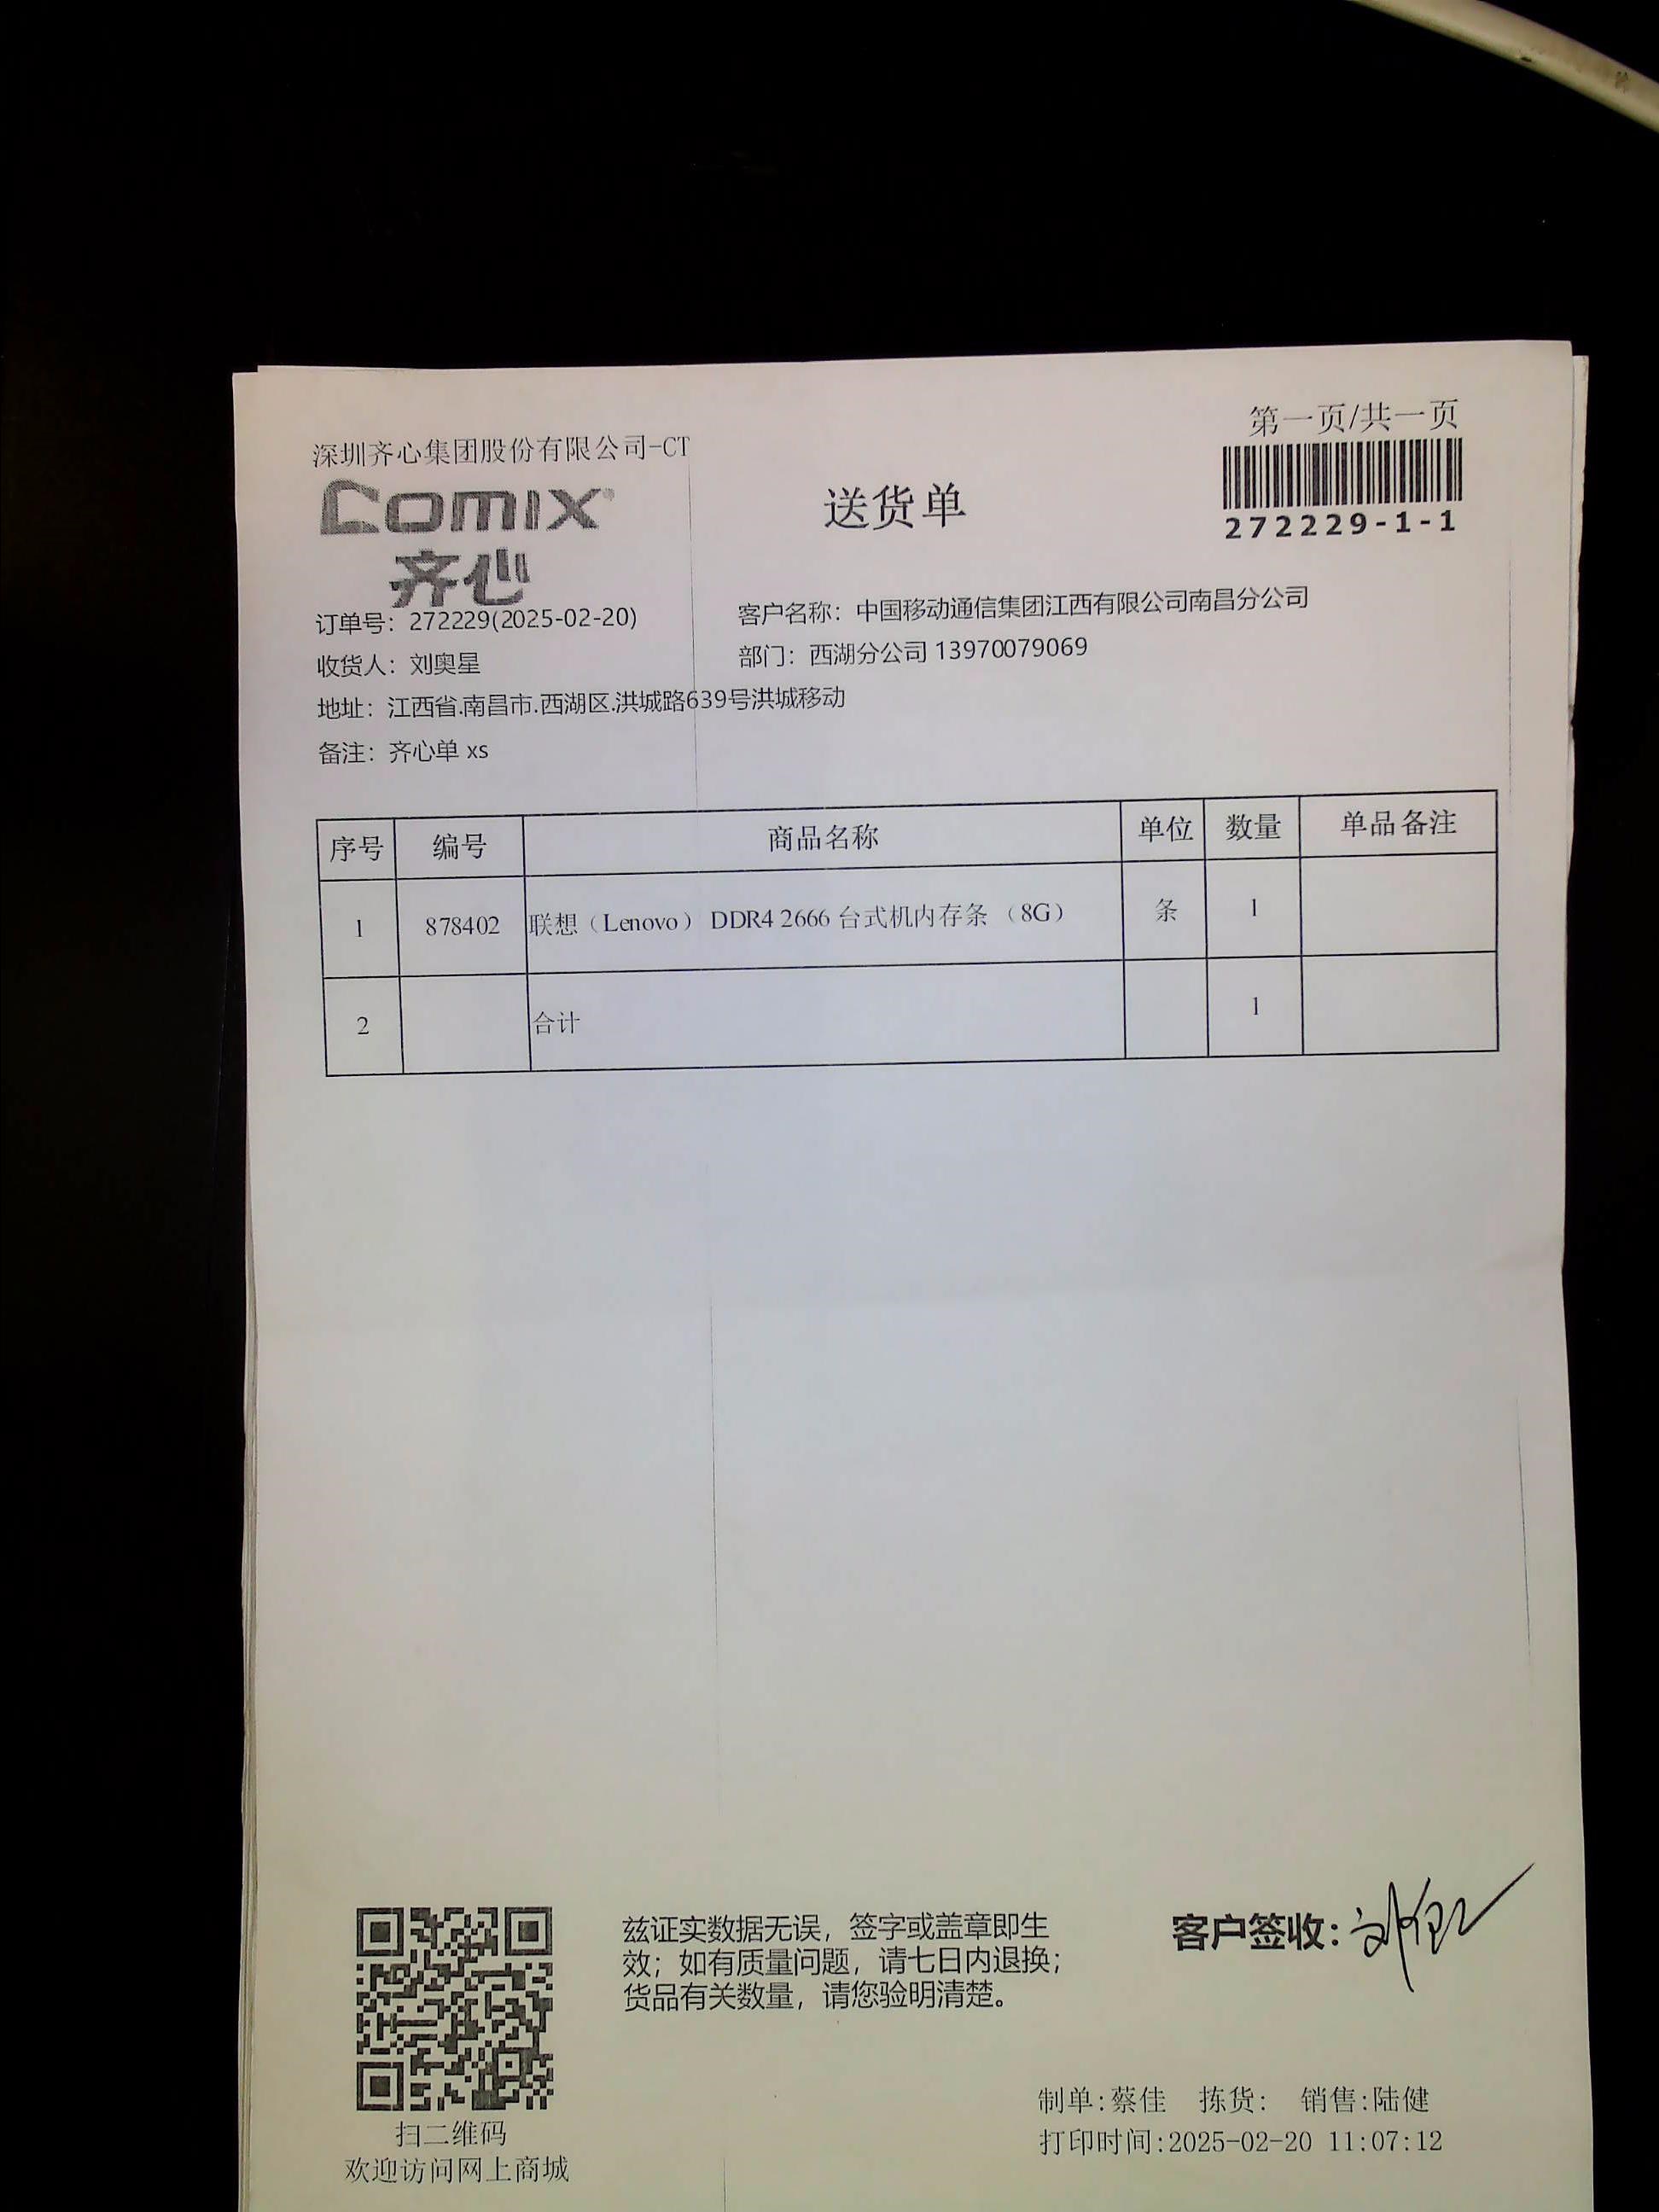 第一页/共一页
深圳齐心集团股份有限公司-CT
COMIX®
齐心
送货单
272229-1-1
订单号：272229(2025-02-20)
客户名称：中国移动通信集团江西有限公司南昌分公司
收货人：刘奥星
部门：西湖分公司 13970079069
地址：江西省.南昌市.西湖区.洪城路639号洪城移动
备注：齐心单 xs
序号 编号 商品名称 单位 数量 单品备注
1 878402 联想（Lenovo） DDR4 2666 台式机内存条 （8G） 条 1
2 合计 1
兹证实数据无误，签字或盖章即生
效；如有质量问题，请七日内退换；
货品有关数量，请您验明清楚。
客户签收：
扫二维码
欢迎访问网上商城
制单:蔡佳 拣货: 销售:陆健
打印时间:2025-02-20 11:07:12